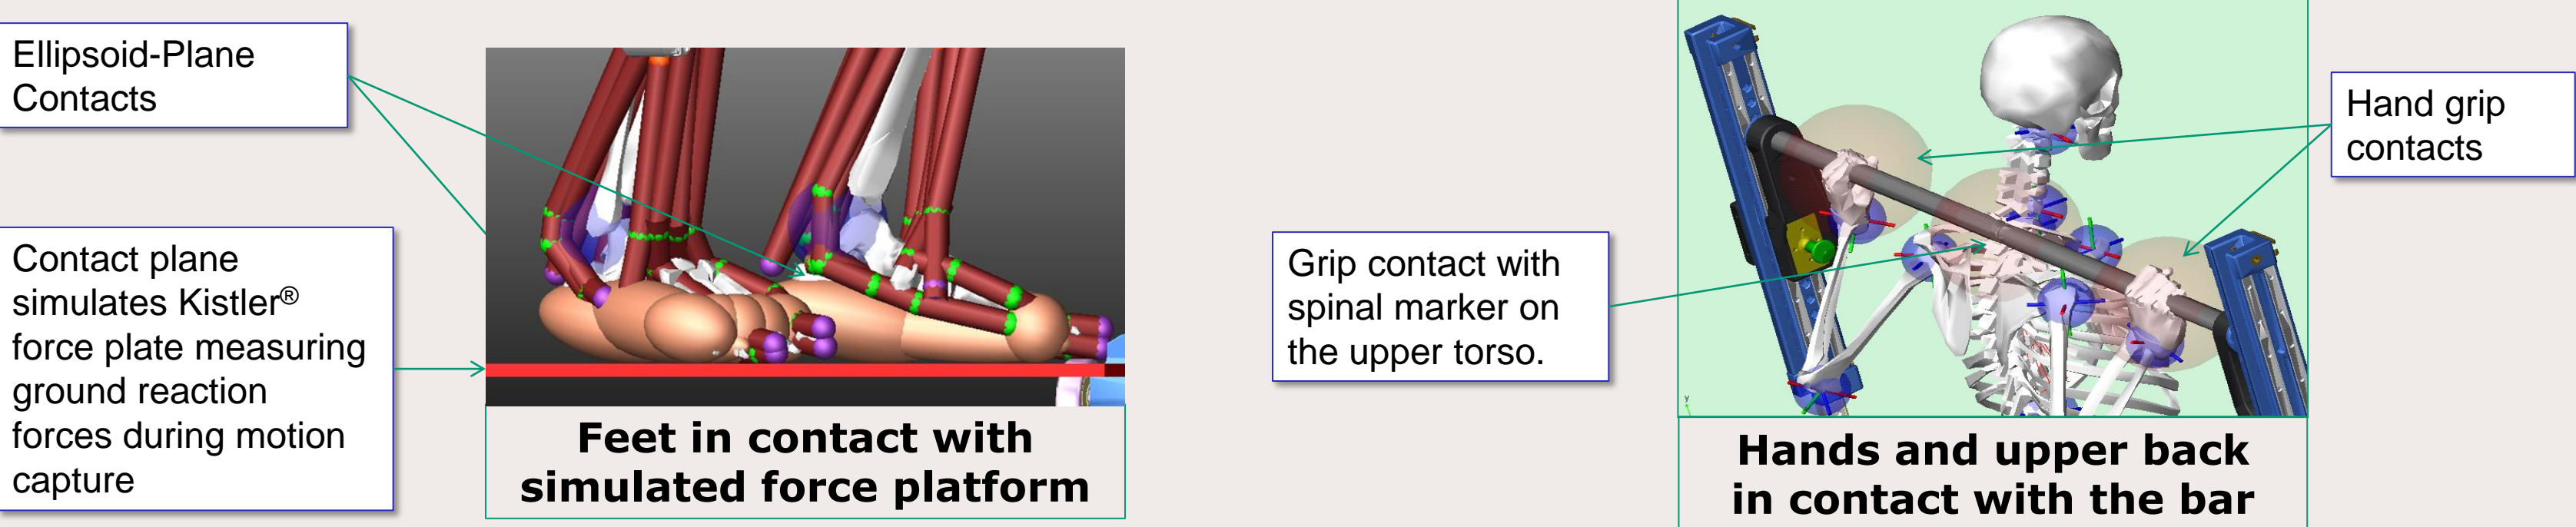 Ellipsoid-Plane
Contacts
Contact plane
simulates Kistler®
force plate measuring
ground reaction
forces during motion
capture
Feet in contact with
simulated force platform
Grip contact with
spinal marker on
the upper torso.
Hand grip
contacts
y
Hands and upper back
in contact with the bar